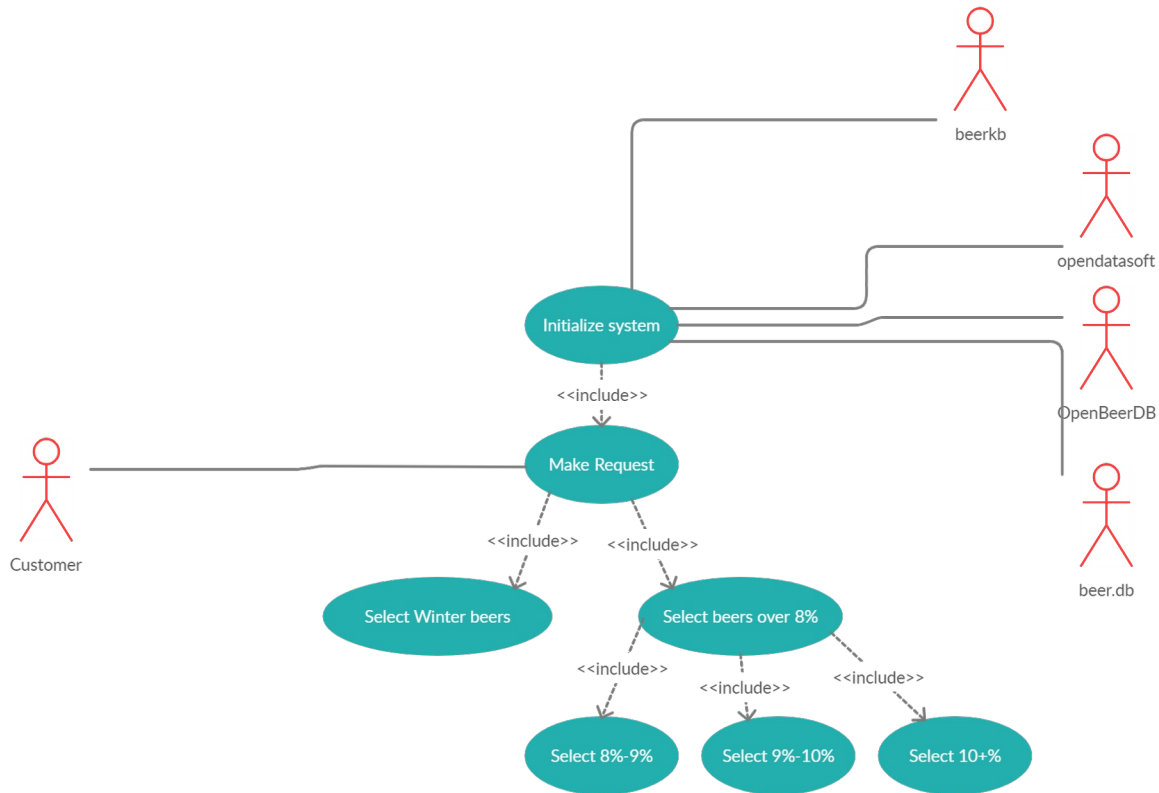 beerkb
opendatasoft
Initialize system
<<include>>
OpenBeerDB
Make Request
Customer
<<include>>
<<include>>
beer.db
Select Winter beers
Select beers over 8%
<<include>>
<<include>>
<<include>>
Select 8%-9%
Select 9%-10%
Select 10+%